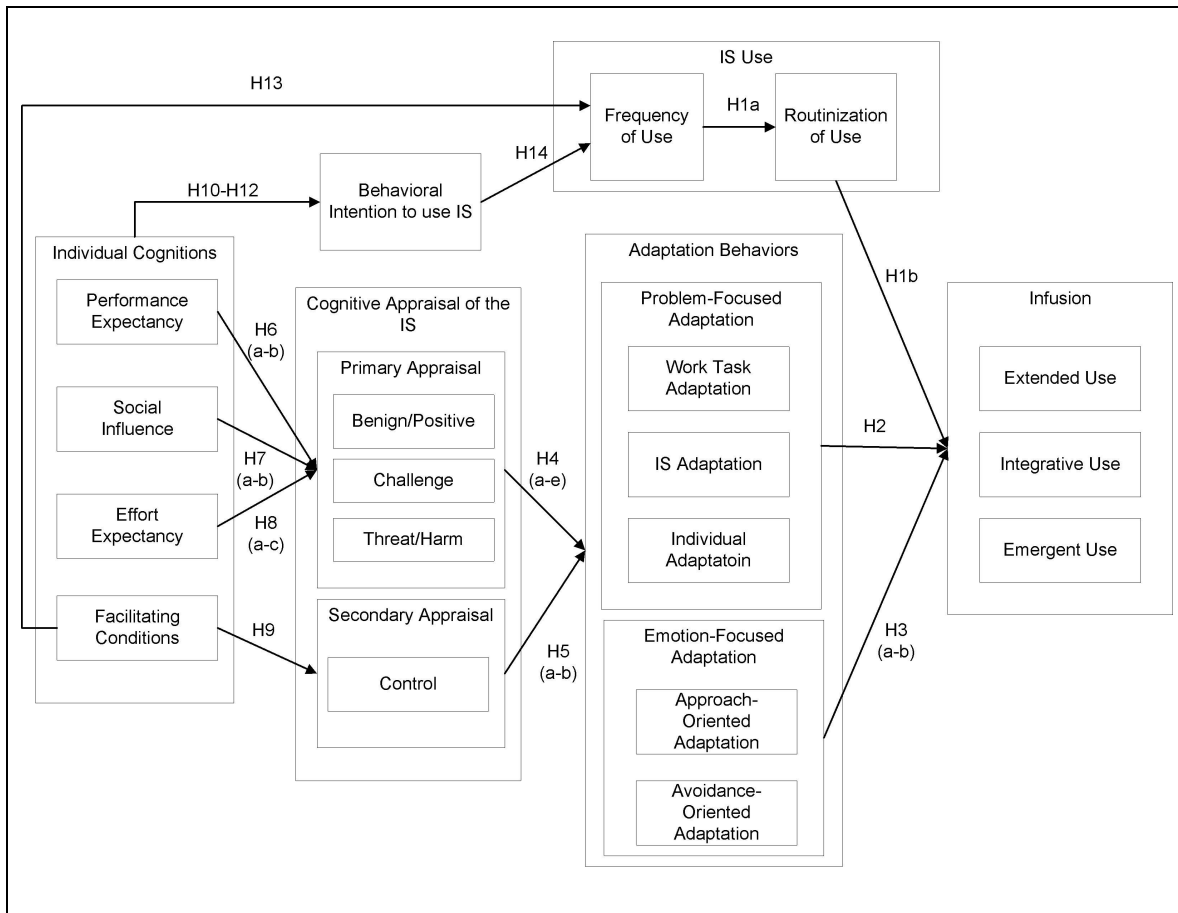 IS Use
H13
Frequency
of Use
H1a
Routinization
of Use
H14
H10-H12
Behavioral
Intention to use IS
Individual Cognitions
Performance
Expectancy
Social
Influence
Effort
Expectancy
Facilitating
Conditions
H6
(a-b)
H7
(a-b)
H8
(a-c)
H9
Cognitive Appraisal of the
IS
Primary Appraisal
Benign/Positive
Challenge
Threat/Harm
Secondary Appraisal
Control
H4
(a-e)
H5
(a-b)
Adaptation Behaviors
Problem-Focused
Adaptation
Work Task
Adaptation
IS Adaptation
Individual
Adaptatoin
Emotion-Focused
Adaptation
Approach-
Oriented
Adaptation
Avoidance-
Oriented
Adaptation
H1b
H2
H3
(a-b)
Infusion
Extended Use
Integrative Use
Emergent Use